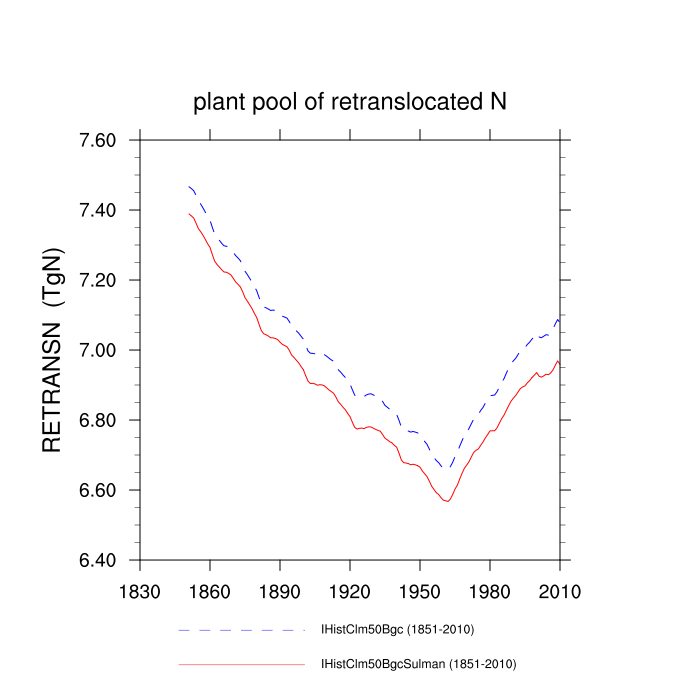 plant pool of retranslocated N
7.60
7.40
7.20
7.00
6.80
6.60
6.40
RETRANSN (TgN)
1830 1860 1890 1920 1950 1980 2010
IHistClm50Bgc (1851-2010)
IHistClm50BgcSulman (1851-2010)